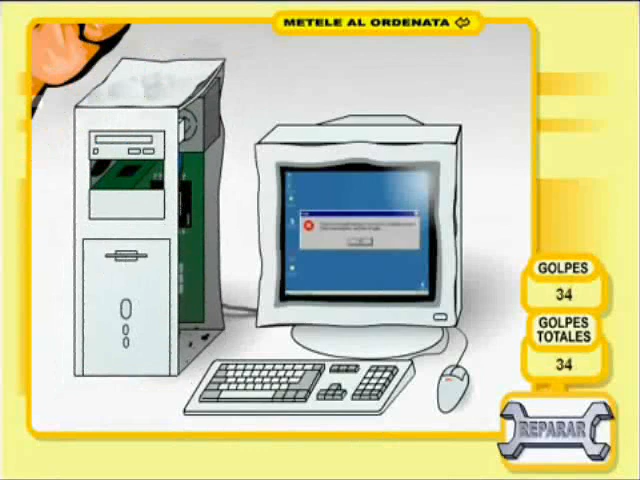 METELE AL ORDENATA
GOLPES
34
GOLPES
TOTALES
34
REPARAR